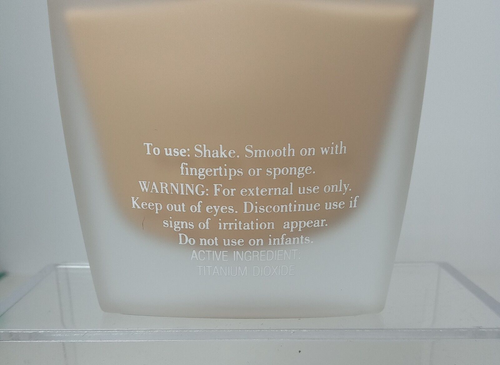 To use: Shake. Smooth on with
fingertips or sponge.
WARNING: For external use only.
Keep out of eyes. Discontinue use if
signs of irritation appear.
Do not use on infants.
ACTIVE INGREDIENT:
TITANIUM DIOXIDE